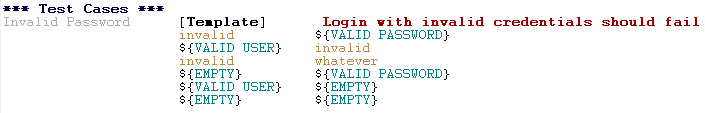 *** Test Cases ***
Invalid Password [Template] Login with invalid credentials should fail
invalid ${VALID PASSWORD}
${VALID USER} invalid
invalid whatever
${EMPTY} ${VALID PASSWORD}
${VALID USER} ${EMPTY}
${EMPTY} ${EMPTY}